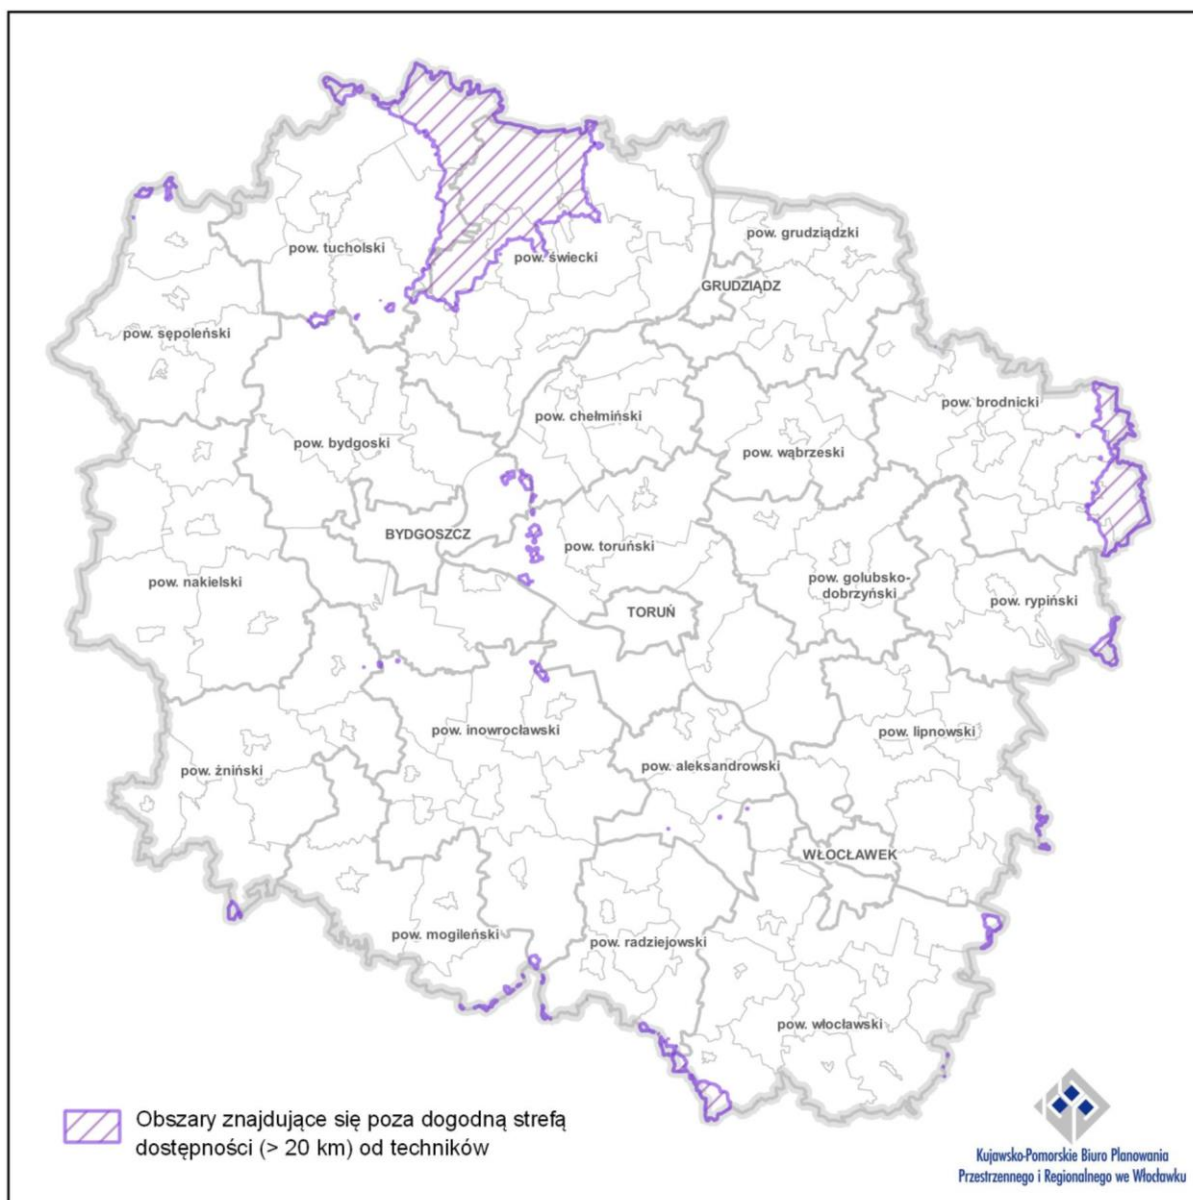 pow. grudziądzki
pow. tucholski
pow. świecki
GRUDZIĄDZ
pow. sępoleński
pow. brodnicki
pow. chełmiński
pow. bydgoski
pow. wąbrzeski
BYDGOSZCZ
pow. toruński
pow. nakielski
pow. golubsko-
dobrzyński
pow. rypiński
TORUŃ
pow. inowrocławski
pow. lipnowski
pow. aleksandrowski
pow. żniński
WŁOCŁAWEK
pow. mogileński
pow. radziejowski
pow. włocławski
Obszary znajdujące się poza dogodną strefą
dostępności (> 20 km) od techników
Kujawsko-Pomorskie Biuro Planowania
Przestrzennego i Regionalnego we Włocławku